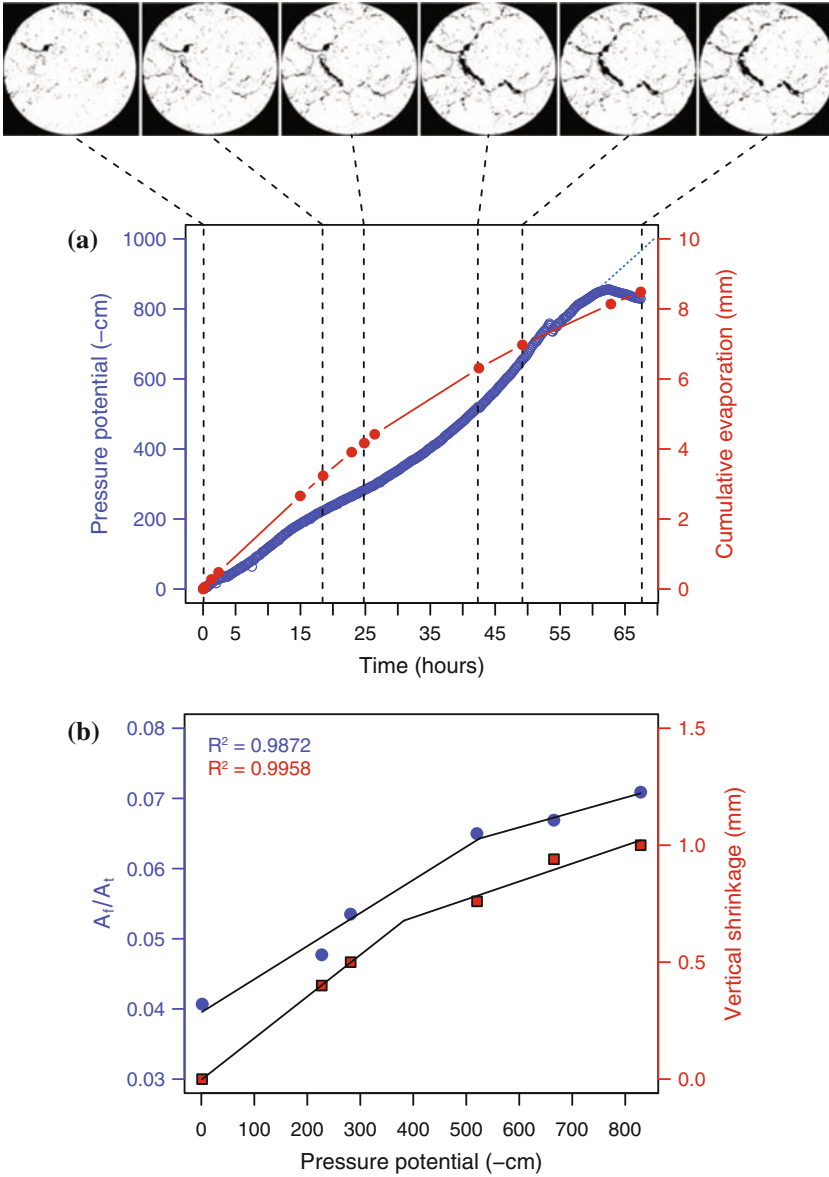 (a)
Pressure potential (−cm)
1000
800
600
400
200
0
Cumulative evaporation (mm)
10
8
6
4
2
0
0 5 15 25 35 45 55 65
Time (hours)
(b)
R² = 0.9872
R² = 0.9958
Af/At
0.08
0.07
0.06
0.05
0.04
0.03
Vertical shrinkage (mm)
1.5
1.0
0.5
0.0
0 100 200 300 400 500 600 700 800
Pressure potential (−cm)